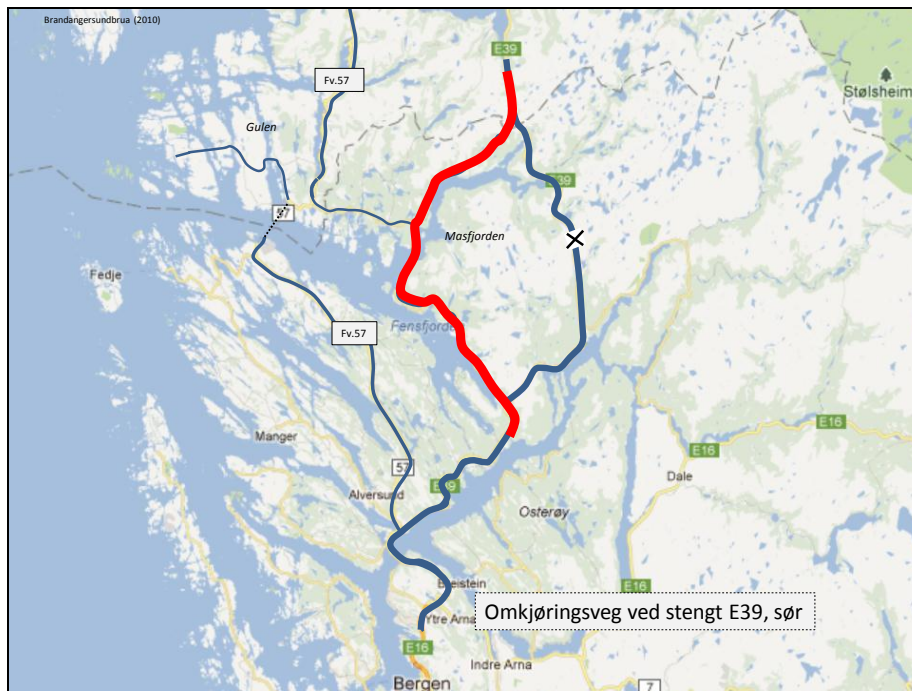 Brandangersundbrua (2010)
E39
Fv.57
Stølsheim
Gulen
E39
57
Masfjorden
Fedje
Fensfjorden
Fv.57
E16
Manger
57
Dale
E16
Alversund
E39
Osterøy
Breistein
E16
Omkjøringsveg ved stengt E39, sør
Ytre Arna
E16
Indre Arna
Bergen
7